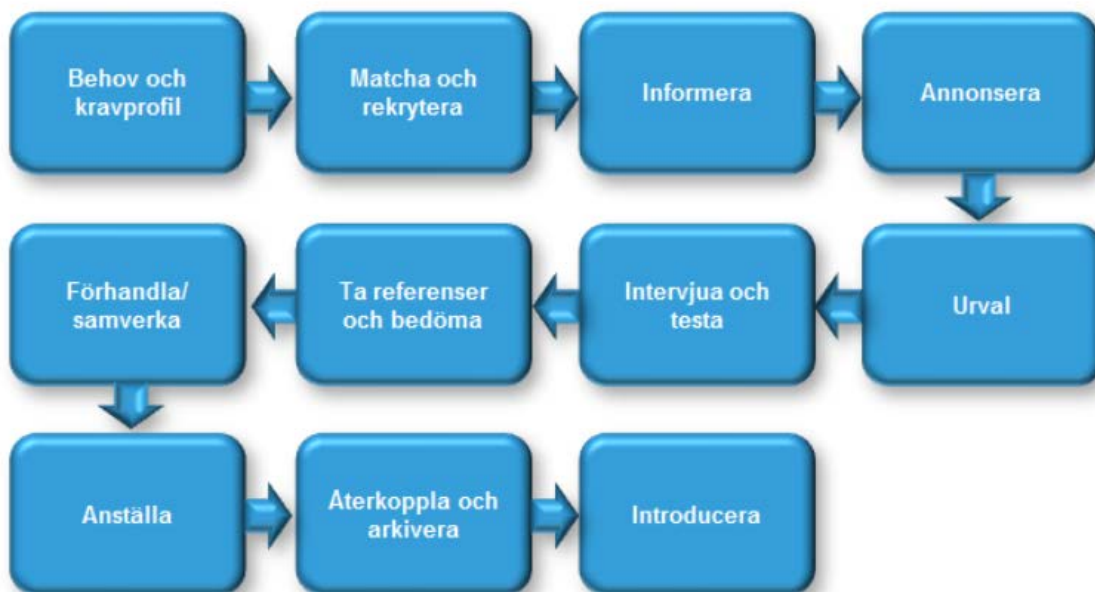 Behov och
kravprofil
Matcha och
rekrytera
Informera
Annonsera
Urval
Intervjua och
testa
Ta referenser
och bedöma
Förhandla/
samverka
Anställa
Återkoppla och
arkivera
Introducera